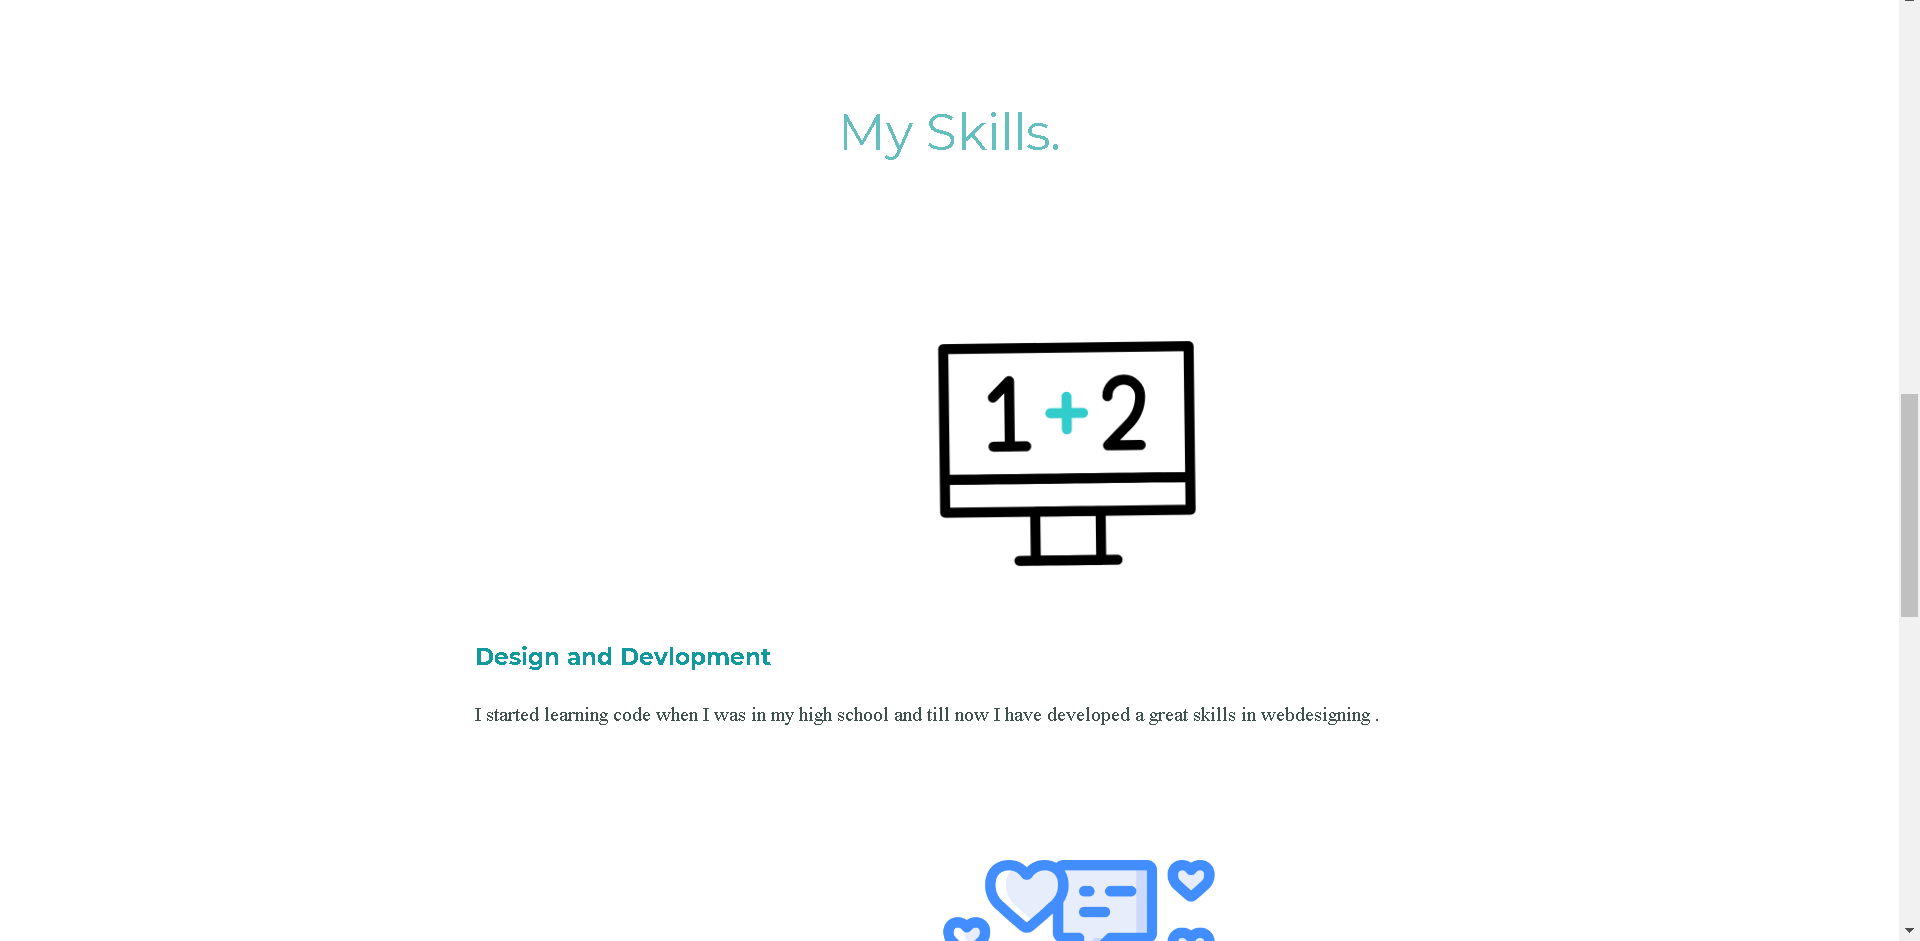 My Skills.
1+2
Design and Devlopment
I started learning code when I was in my high school and till now I have developed a great skills in webdesigning .